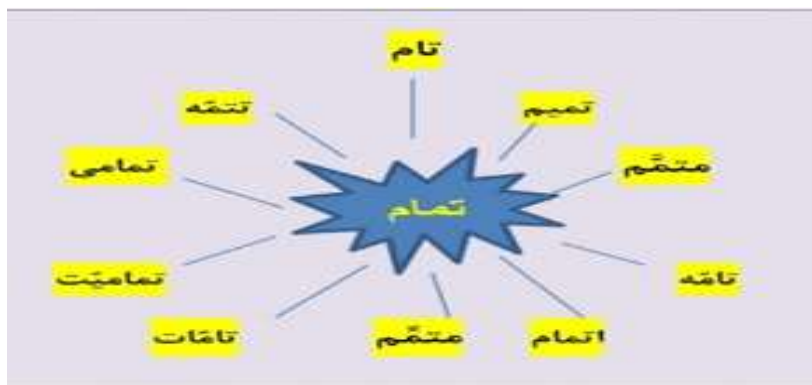 تام
تمیم
تتمّه
متمَّم
تمامی
تمام
تامّه
تمامیّت
اتمام
متمَّم
تامّات